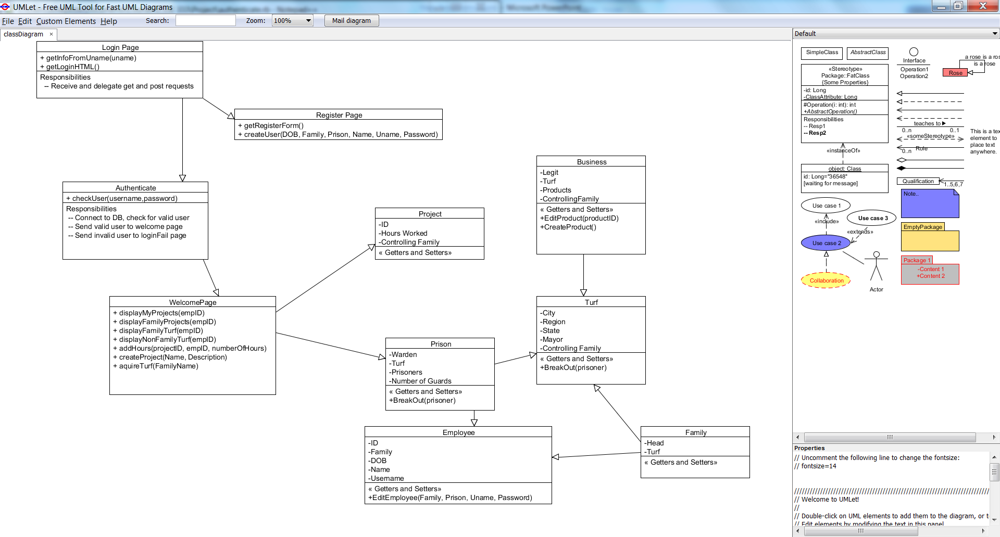 UMLet - Free UML Tool for Fast UML Diagrams
File Edit Custom Elements Help
Search:
Zoom: 100%
Mail diagram
classDiagram ×
Login Page
+ getInfoFromUname(uname)
+ getLoginHTML()
Responsibilities
-- Receive and delegate get and post requests
Register Page
+ getRegisterForm()
+ createUser(DOB, Family, Prison, Name, Uname, Password)
Authenticate
+ checkUser(username,password)
Responsibilities
-- Connect to DB, check for valid user
-- Send valid user to welcome page
-- Send invalid user to loginFail page
Project
-ID
-Hours Worked
-Controlling Family
« Getters and Setters»
Business
-Legit
-Turf
-Products
-ControllingFamily
« Getters and Setters»
+EditProduct(productID)
+CreateProduct()
WelcomePage
+ displayMyProjects(empID)
+ displayFamilyProjects(empID)
+ displayFamilyTurf(empID)
+ displayNonFamilyTurf(empID)
+ addHours(projectID, empID, numberOfHours)
+ createProject(Name, Description)
+ aquireTurf(FamilyName)
Prison
-Warden
-Turf
-Prisoners
-Number of Guards
« Getters and Setters»
+BreakOut(prisoner)
Turf
-City
-Region
-State
-Mayor
-Controlling Family
« Getters and Setters»
+BreakOut(prisoner)
Employee
-ID
-Family
-DOB
-Name
-Username
« Getters and Setters»
+EditEmployee(Family, Prison, Uname, Password)
Family
-Head
-Turf
« Getters and Setters»
Default
SimpleClass
AbstractClass
Interface
Operation1
Operation2
a rose is a ros
is a rose
Rose
«Stereotype»
Package::FatClass
{Some Properties}
-id: Long
-ClassAttribute: Long
#Operation(i: int): int
+AbstractOperation()
Responsibilities
-- Resp1
-- Resp2
«instanceOf»
object: Class
id: Long="36548"
[waiting for message]
teaches to
0..n 0..1
«someStereotype»
Role
0..n
This is a tex
element to
place text
anywhere.
Qualification
1..5,6,7
Use case 1
«include»
Use case 3
«extends»
Use case 2
Collaboration
Actor
Note..
EmptyPackage
Package 1
-Content 1
+Content 2
Properties
// Uncomment the following line to change the fontsize:
// fontsize=14
////////////////////////////////////////////////////////////////////////////
// Welcome to UMLet!
//
// Double-click on UML elements to add them to the diagram, or t
// Edit elements by modifying the text in this panel